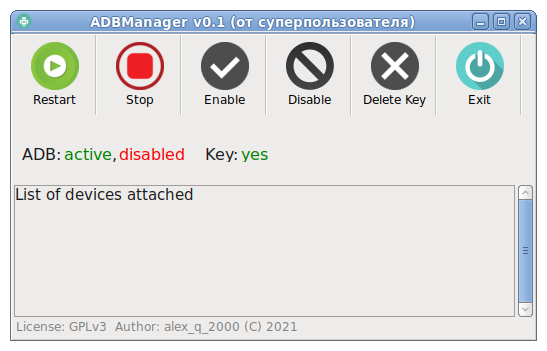 ADBManager v0.1 (от суперпользователя)
Restart Stop Enable Disable Delete Key Exit
ADB: active, disabled Key: yes
List of devices attached
License: GPLv3 Author: alex_q_2000 (C) 2021